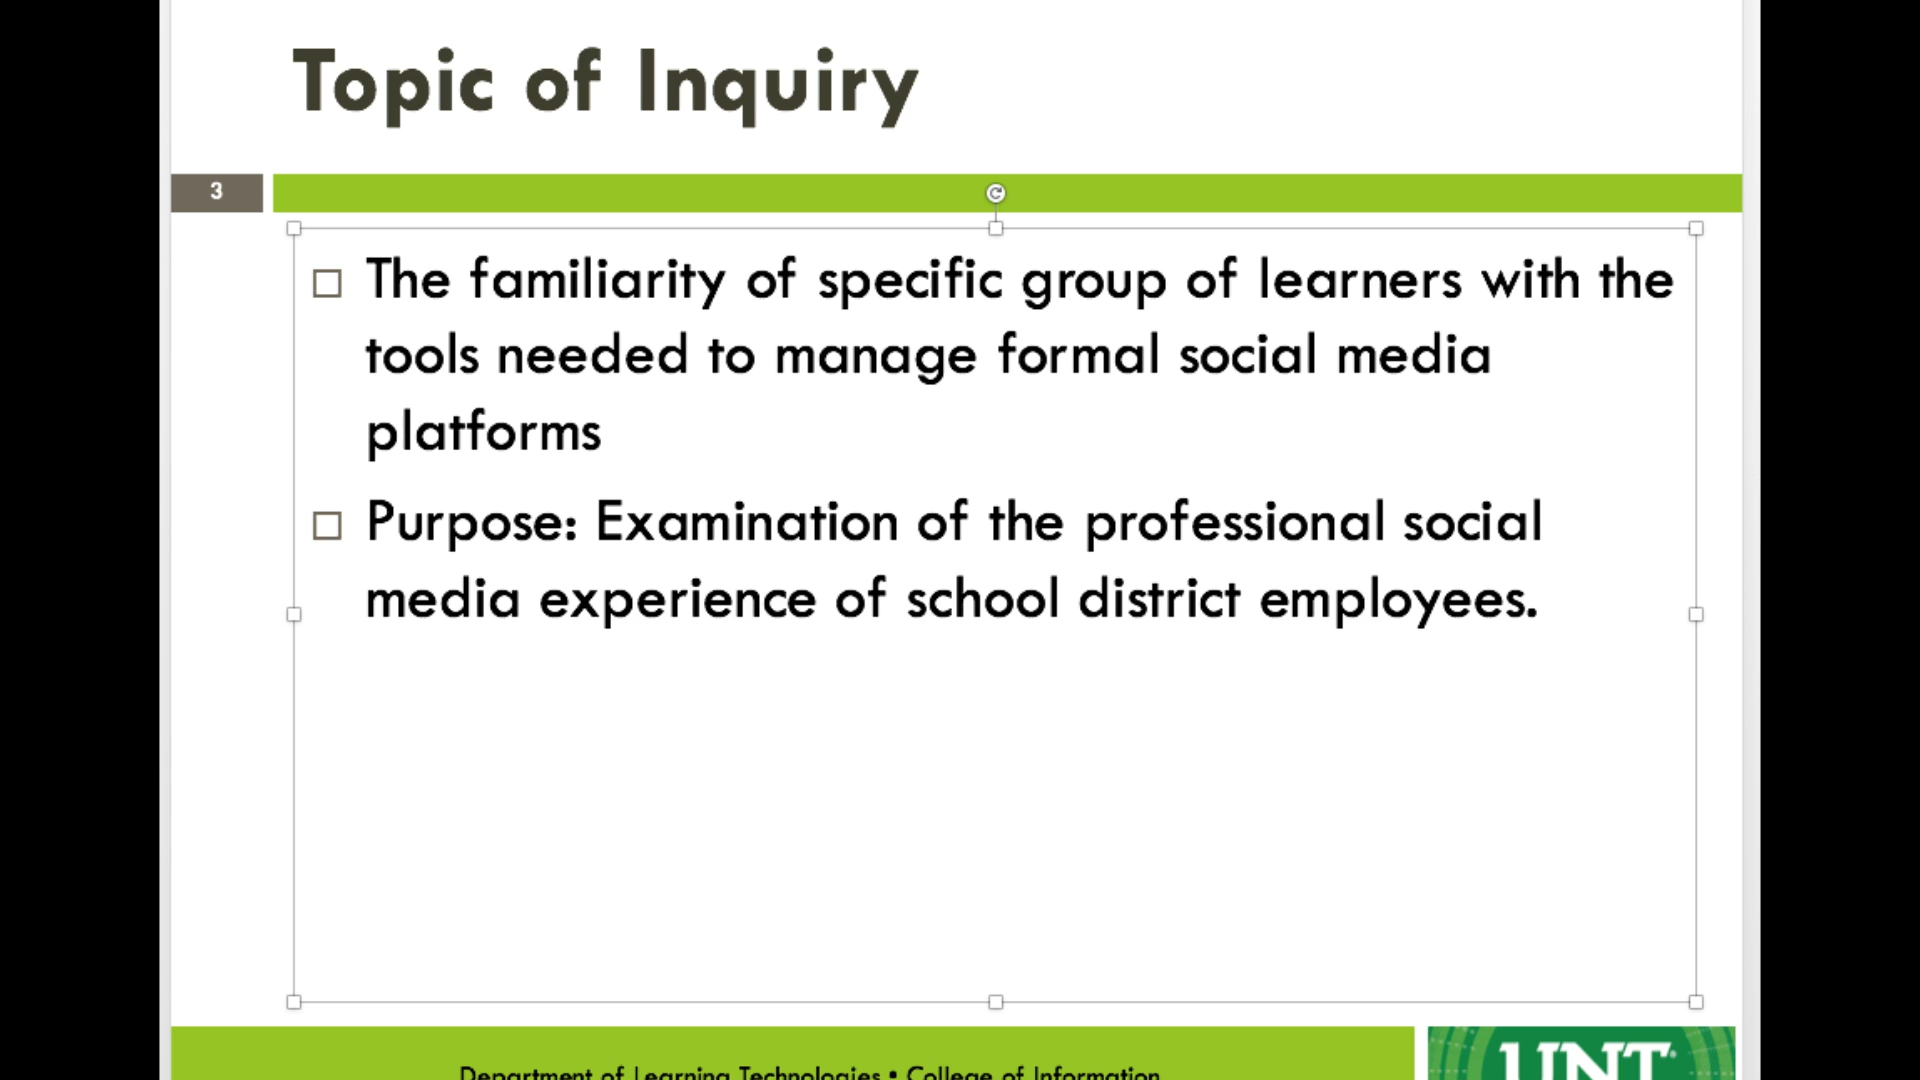 Topic of Inquiry
3
The familiarity of specific group of learners with the
tools needed to manage formal social media
platforms
Purpose: Examination of the professional social
media experience of school district employees.
Department of Learning Technologies • College of Information
UNT